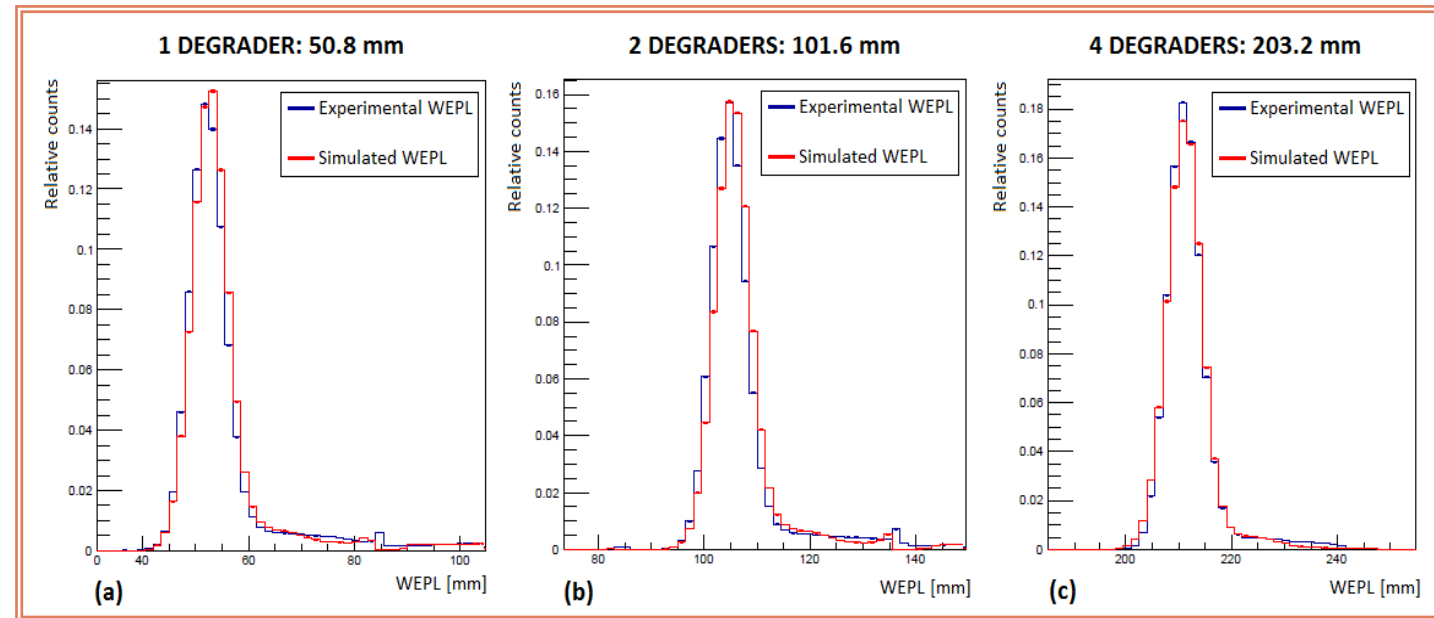 1 DEGRADER: 50.8 mm
Relative counts
Experimental WEPL
Simulated WEPL
0.14
0.12
0.1
0.08
0.06
0.04
0.02
0
0 40 60 80 100
WEPL [mm]
(a)
2 DEGRADERS: 101.6 mm
Relative counts
Experimental WEPL
Simulated WEPL
0.16
0.14
0.12
0.1
0.08
0.06
0.04
0.02
0
80 100 120 140
WEPL [mm]
(b)
4 DEGRADERS: 203.2 mm
Relative counts
Experimental WEPL
Simulated WEPL
0.18
0.16
0.14
0.12
0.1
0.08
0.06
0.04
0.02
0
200 220 240
WEPL [mm]
(c)